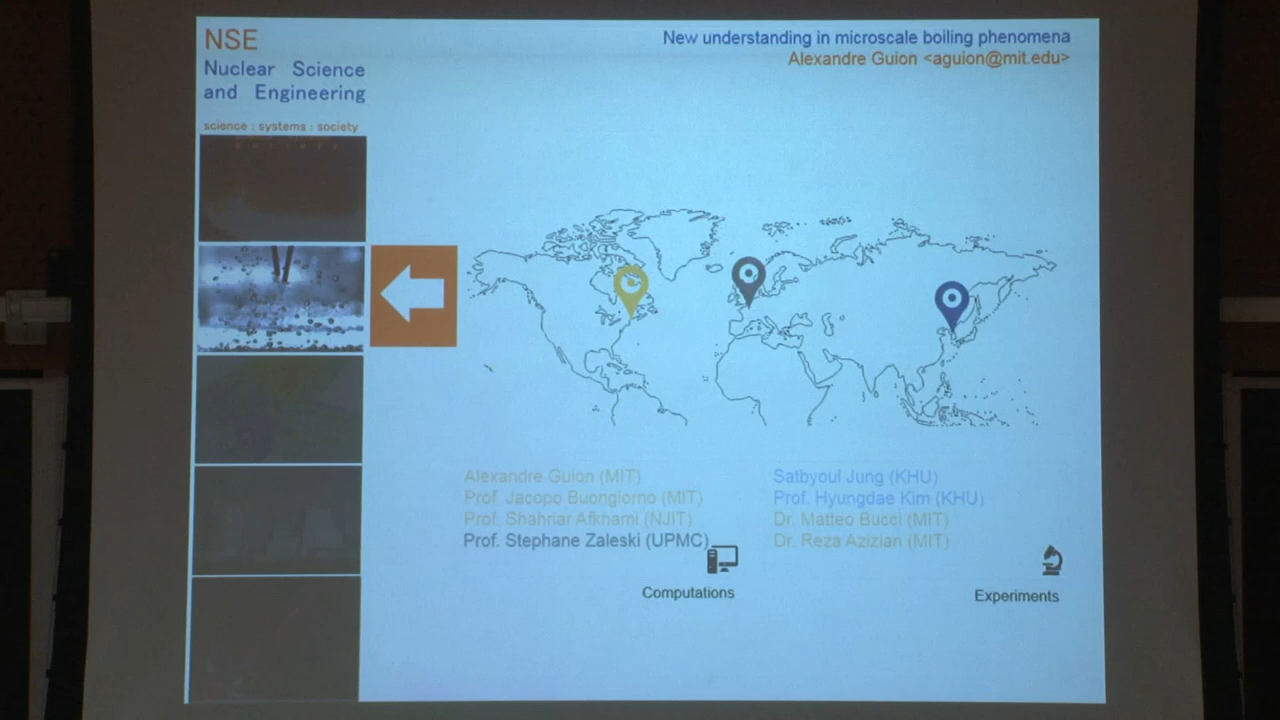 NSE
Nuclear Science
and Engineering
science : systems : society
New understanding in microscale boiling phenomena
Alexandre Guion <aguion@mit.edu>
Alexandre Guion (MIT)
Prof. Jacopo Buongiorno (MIT)
Prof. Shahriar Afkhami (NJIT)
Prof. Stephane Zaleski (UPMC)
Computations
Satbyoul Jung (KHU)
Prof. Hyungdae Kim (KHU)
Dr. Matteo Bucci (MIT)
Dr. Reza Azizian (MIT)
Experiments